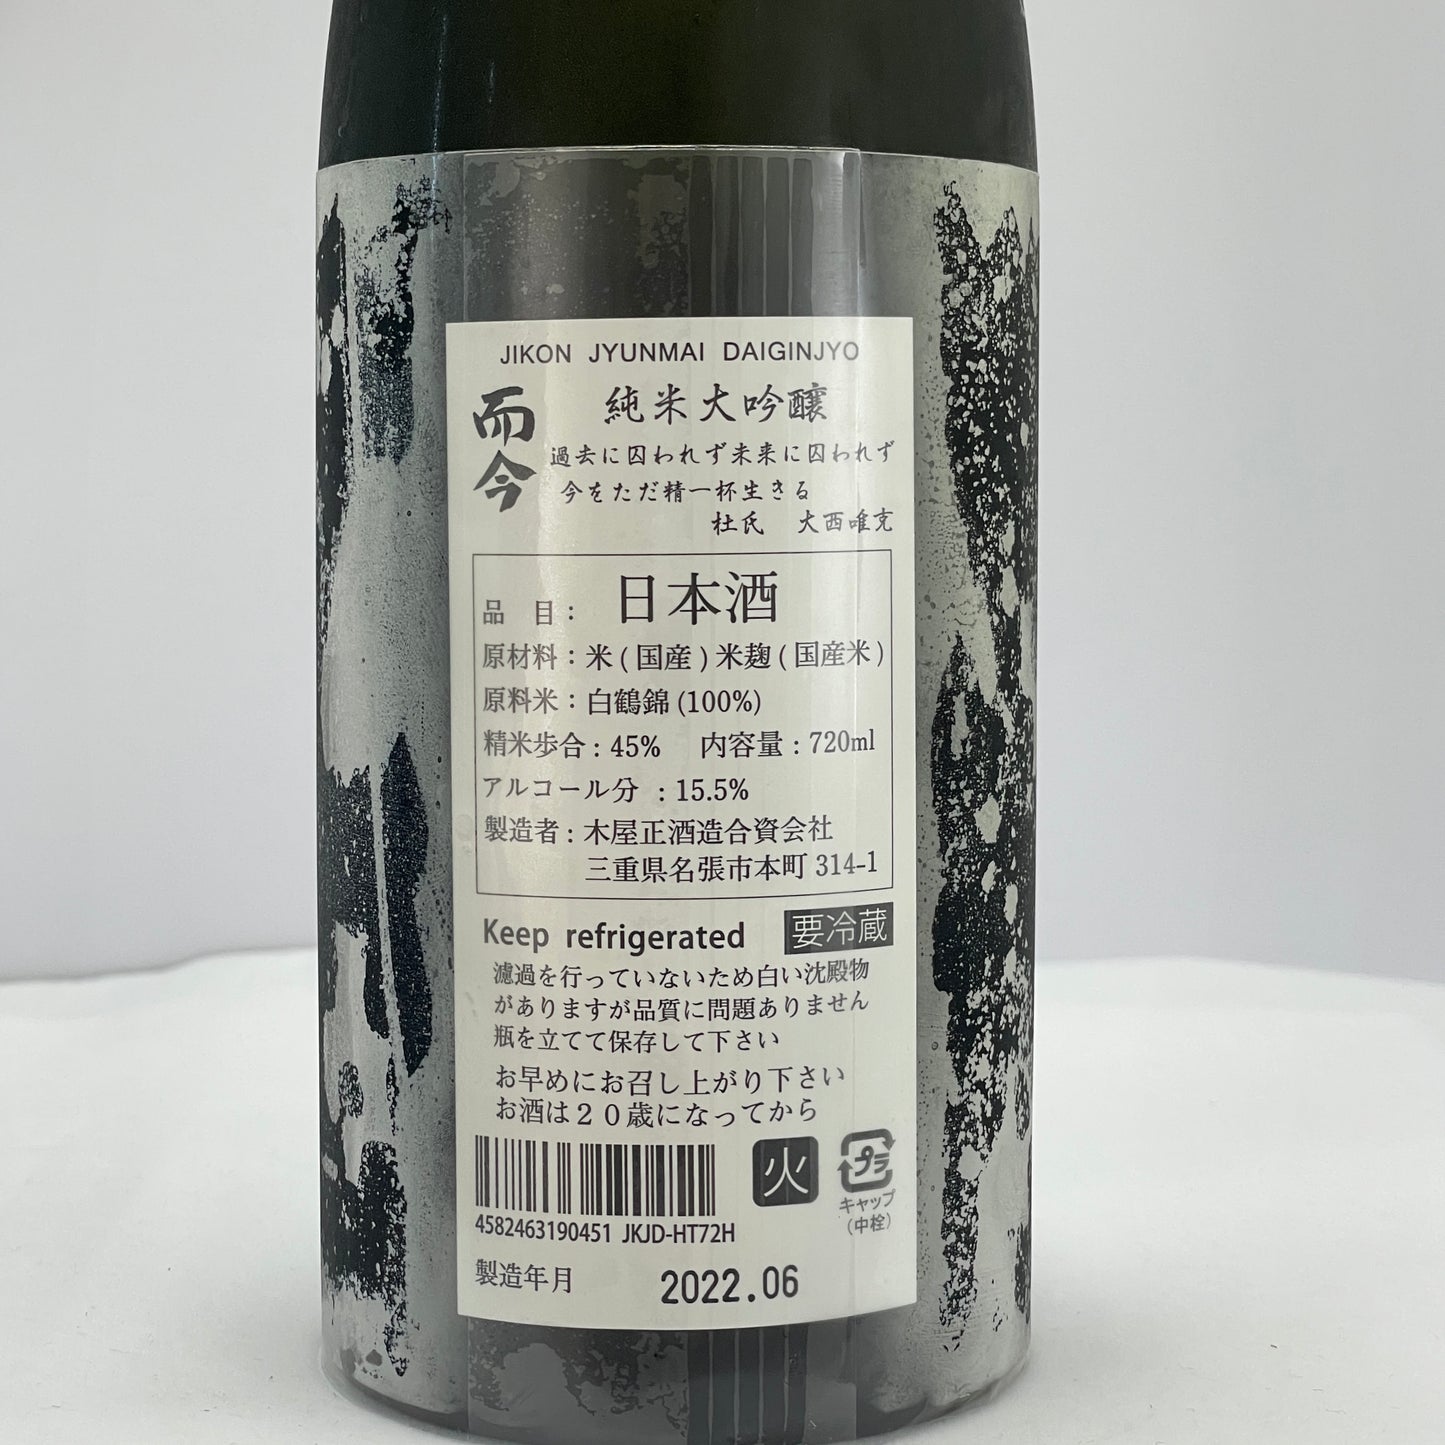 JIKON JYUNMAI DAIGINJYO
而今
純米大吟醸
過去に囚われず未来に囚われず
今をただ精一杯生きる
杜氏 大西唯克
品 目： 日本酒
原材料：米(国産)米麹(国産米)
原料米：白鶴錦(100%)
精米歩合：45% 内容量：720ml
アルコール分 ：15.5%
製造者：木屋正酒造合資会社
三重県名張市本町 314-1
Keep refrigerated 要冷蔵
濾過を行っていないため白い沈殿物
がありますが品質に問題ありません
瓶を立てて保存して下さい
お早めにお召し上がり下さい
お酒は２０歳になってから
火
プラ
キャップ
（中栓）
4582463190451 JKJD-HT72H
製造年月 2022.06